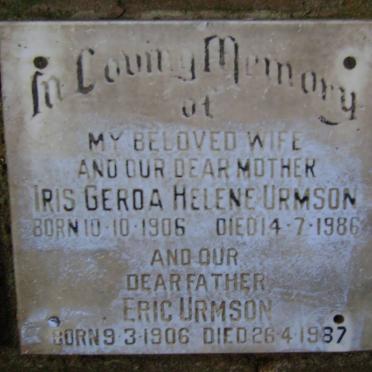 In Loving Memory
of
MY BELOVED WIFE
AND OUR DEAR MOTHER
IRIS GERDA HELENE URMSON
BORN 10-10-1906 DIED 14-7-1986
AND OUR
DEAR FATHER
ERIC URMSON
BORN 9-3-1906 DIED 26-4-1987